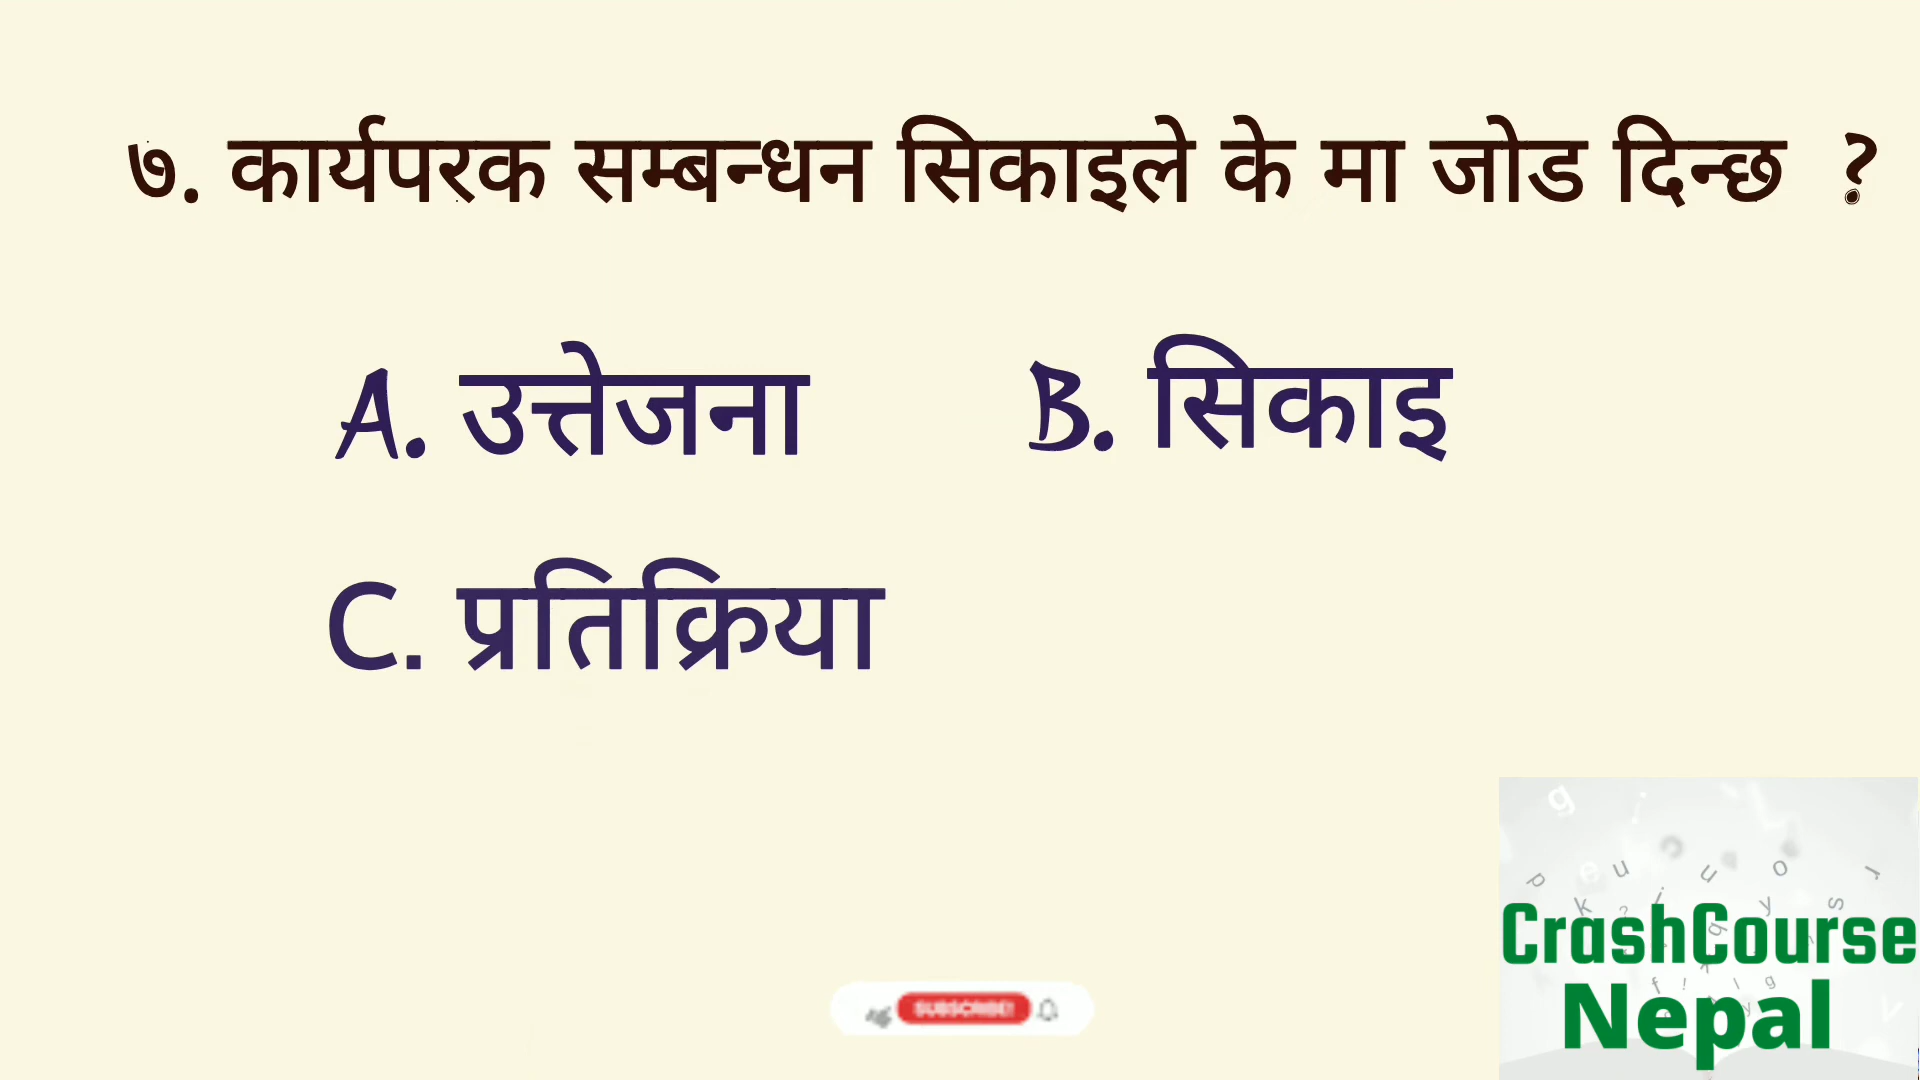 ७. कार्यपरक सम्बन्धन सिकाइले के मा जोड दिन्छ ?
A. उत्तेजना
B. सिकाइ
C. प्रतिक्रिया
SUBSCRIBE!
CrashCourse
Nepal